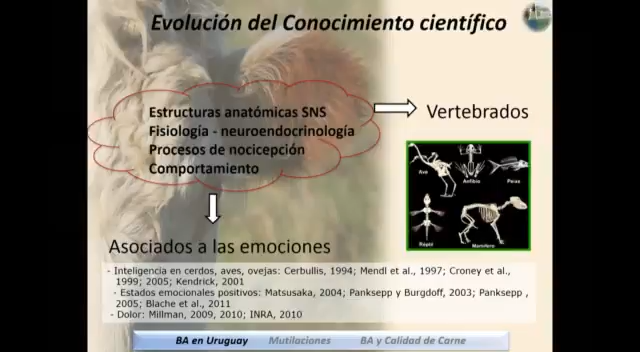 Evolución del Conocimiento científico
Estructuras anatómicas SNS
Fisiología - neuroendocrinología
Procesos de nocicepción
Comportamiento
Vertebrados
Ave
Anfibio
Peixe
Réptil
Mamífero
Asociados a las emociones
- Inteligencia en cerdos, aves, ovejas: Cerbullis, 1994; Mendl et al., 1997; Croney et al.,
1999; 2005; Kendrick, 2001
- Estados emocionales positivos: Matsusaka, 2004; Panksepp y Burgdoff, 2003; Panksepp ,
2005; Blache et al., 2011
- Dolor: Millman, 2009, 2010; INRA, 2010
BA en Uruguay Mutilaciones BA y Calidad de Carne